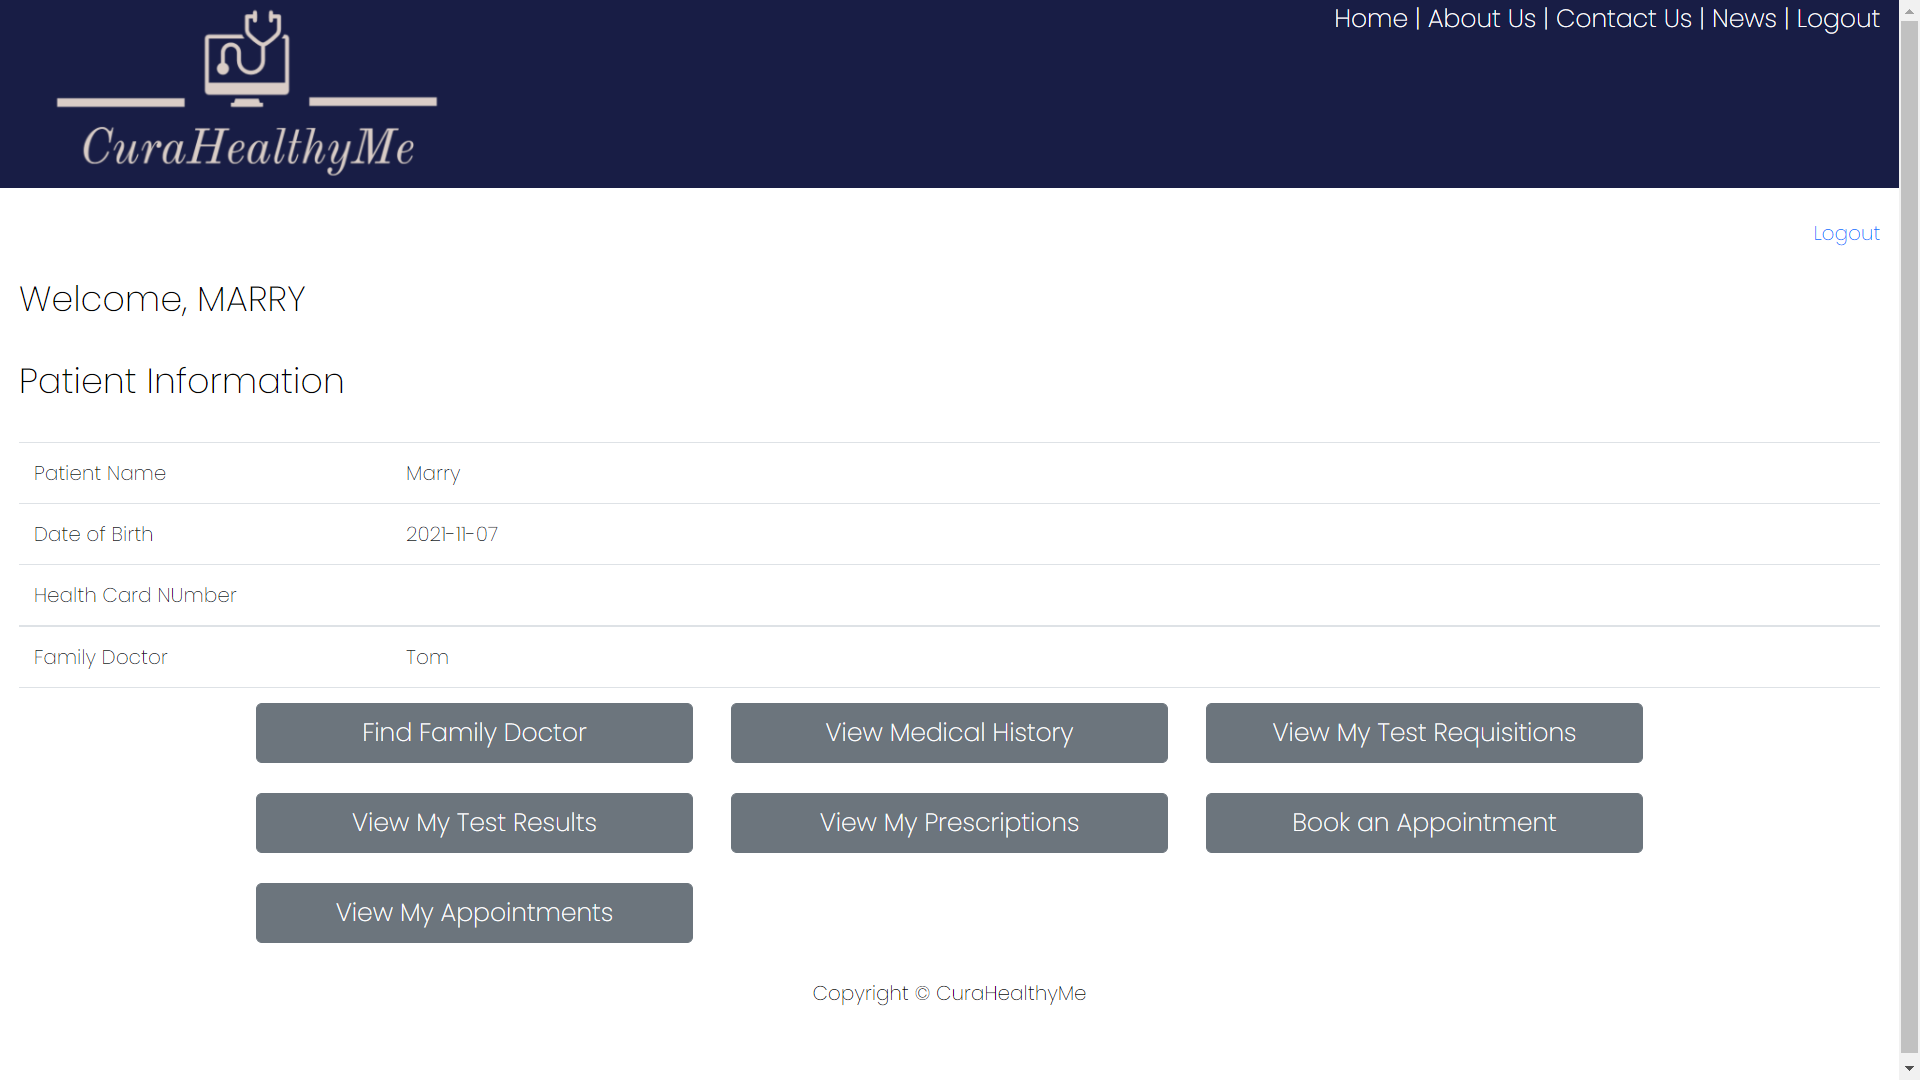 Home | About Us | Contact Us | News | Logout
CuraHealthyMe
Logout
Welcome, MARRY
Patient Information
Patient Name Marry
Date of Birth 2021-11-07
Health Card NUmber
Family Doctor Tom
Find Family Doctor View Medical History View My Test Requisitions
View My Test Results View My Prescriptions Book an Appointment
View My Appointments
Copyright © CuraHealthyMe